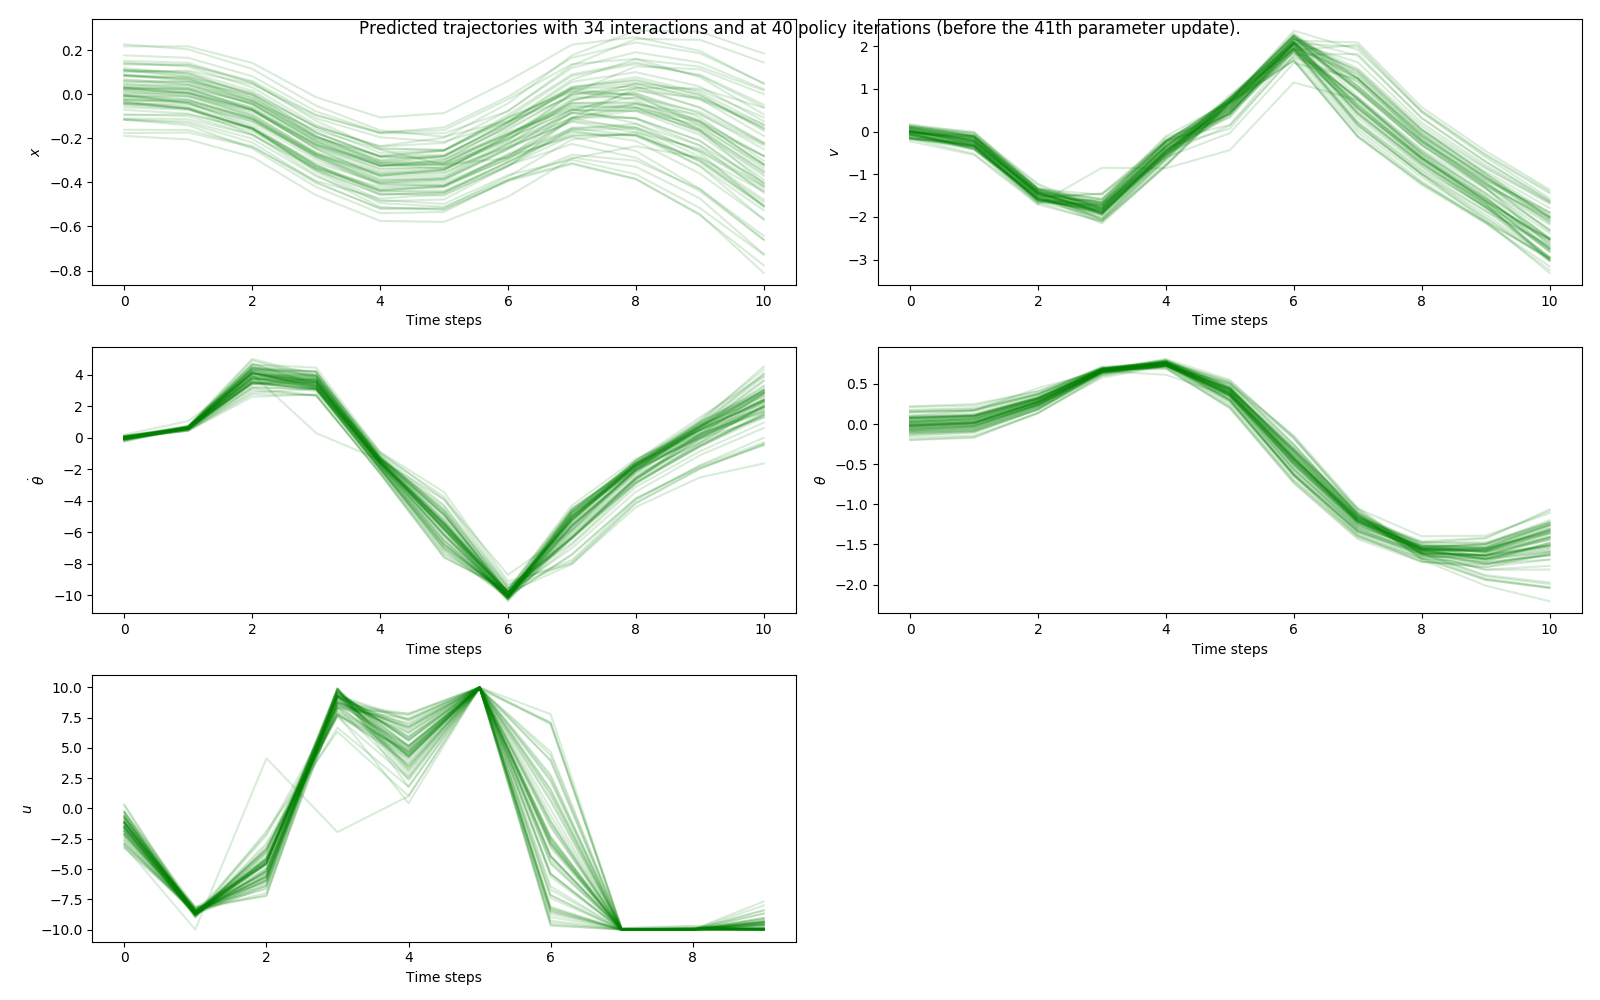 Predicted trajectories with 34 interactions and at 40 policy iterations (before the 41th parameter update).
0.2
0.0
−0.2
−0.4
−0.6
−0.8
x
0 2 4 6 8 10
Time steps
2
1
0
−1
−2
−3
v
0 2 4 6 8 10
Time steps
4
2
0
−2
−4
−6
−8
−10
θ̇
0 2 4 6 8 10
Time steps
0.5
0.0
−0.5
−1.0
−1.5
−2.0
θ
0 2 4 6 8 10
Time steps
10.0
7.5
5.0
2.5
0.0
−2.5
−5.0
−7.5
−10.0
u
0 2 4 6 8
Time steps